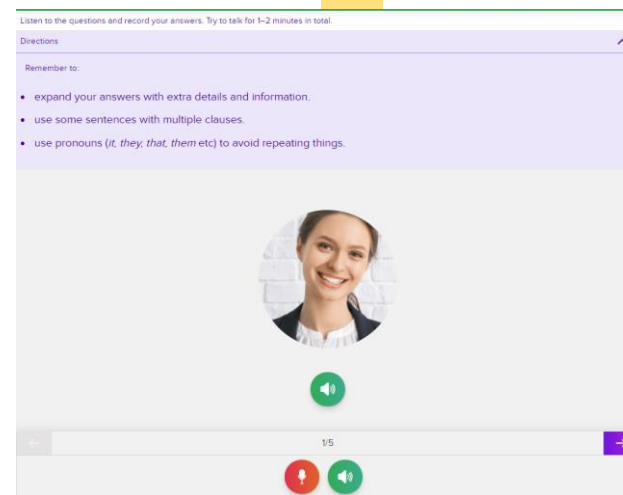 Listen to the questions and record your answers. Try to talk for 1–2 minutes in total.
Directions
Remember to:
• expand your answers with extra details and information.
• use some sentences with multiple clauses.
• use pronouns (it, they, that, them etc) to avoid repeating things.
1/5